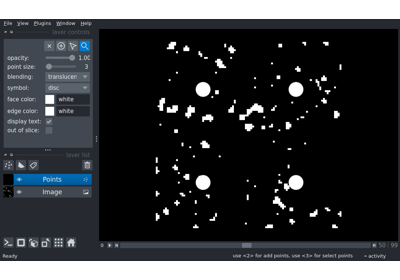 File View Plugins Window Help
layer controls
opacity: 1.00
point size: 3
blending: translucen
symbol: disc
face color: white
edge color: white
display text:
out of slice:
layer list
Points
Image
0 50 99
Ready use <2> for add points, use <3> for select points activity